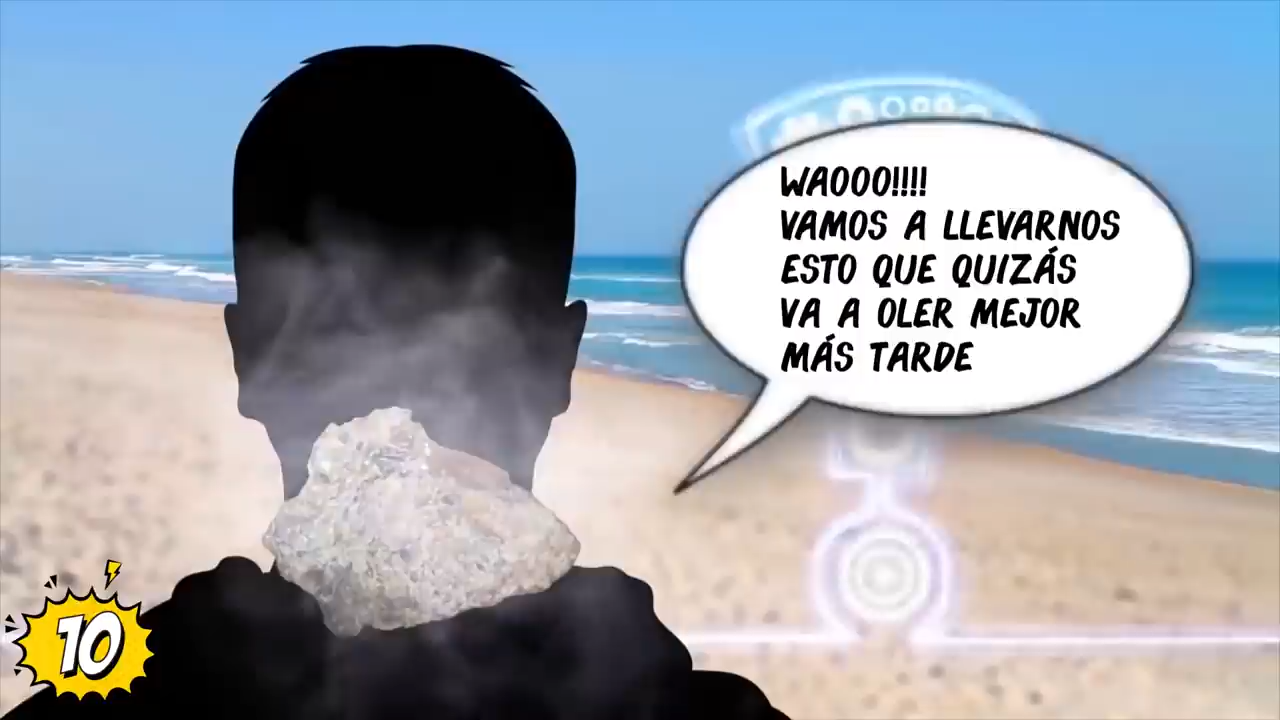 WAOOO!!!!
VAMOS A LLEVARNOS
ESTO QUE QUIZÁS
VA A OLER MEJOR
MÁS TARDE
10